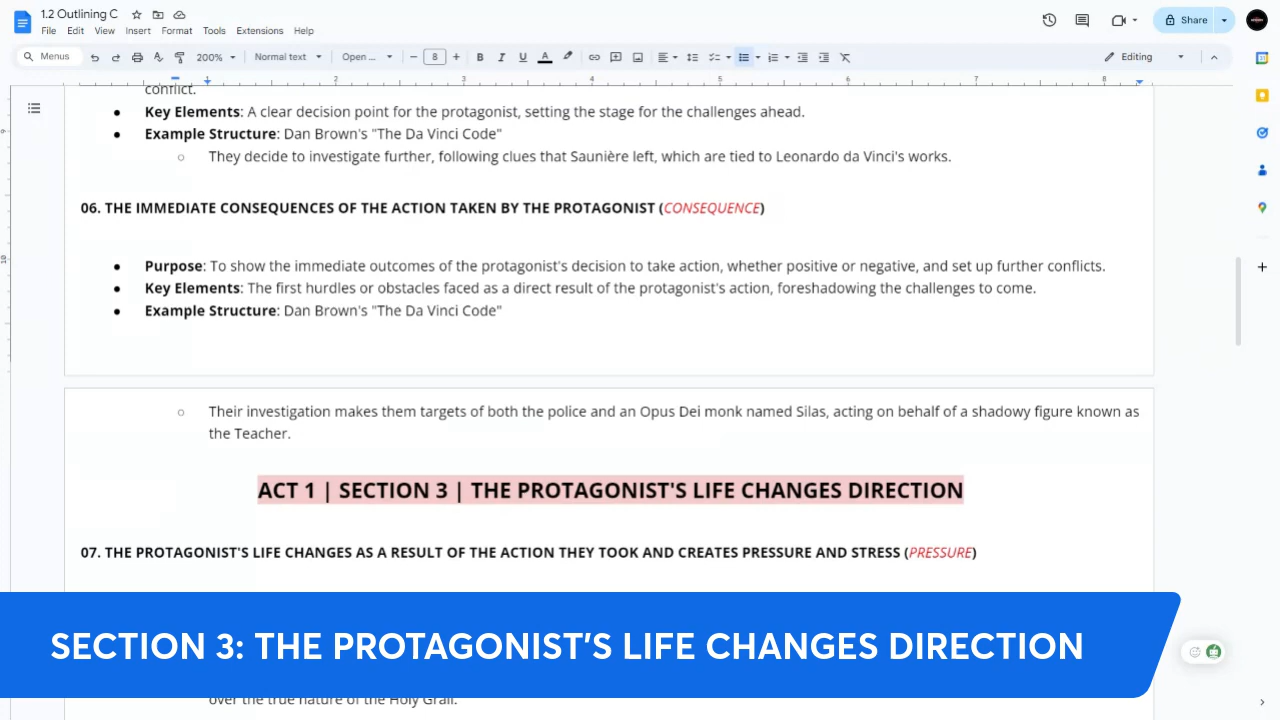 1.2 Outlining C
File Edit View Insert Format Tools Extensions Help
Share
Menus 200% Normal text Open ... 8 B I U A Editing
1 2 3 4 5 6 7 8
9
conflict.
Key Elements: A clear decision point for the protagonist, setting the stage for the challenges ahead.
Example Structure: Dan Brown's "The Da Vinci Code"
They decide to investigate further, following clues that Saunière left, which are tied to Leonardo da Vinci's works.
06. THE IMMEDIATE CONSEQUENCES OF THE ACTION TAKEN BY THE PROTAGONIST (CONSEQUENCE)
10
Purpose: To show the immediate outcomes of the protagonist's decision to take action, whether positive or negative, and set up further conflicts.
Key Elements: The first hurdles or obstacles faced as a direct result of the protagonist's action, foreshadowing the challenges to come.
Example Structure: Dan Brown's "The Da Vinci Code"
Their investigation makes them targets of both the police and an Opus Dei monk named Silas, acting on behalf of a shadowy figure known as
the Teacher.
ACT 1 | SECTION 3 | THE PROTAGONIST'S LIFE CHANGES DIRECTION
07. THE PROTAGONIST'S LIFE CHANGES AS A RESULT OF THE ACTION THEY TOOK AND CREATES PRESSURE AND STRESS (PRESSURE)
SECTION 3: THE PROTAGONIST'S LIFE CHANGES DIRECTION
over the true nature of the Holy Grail.